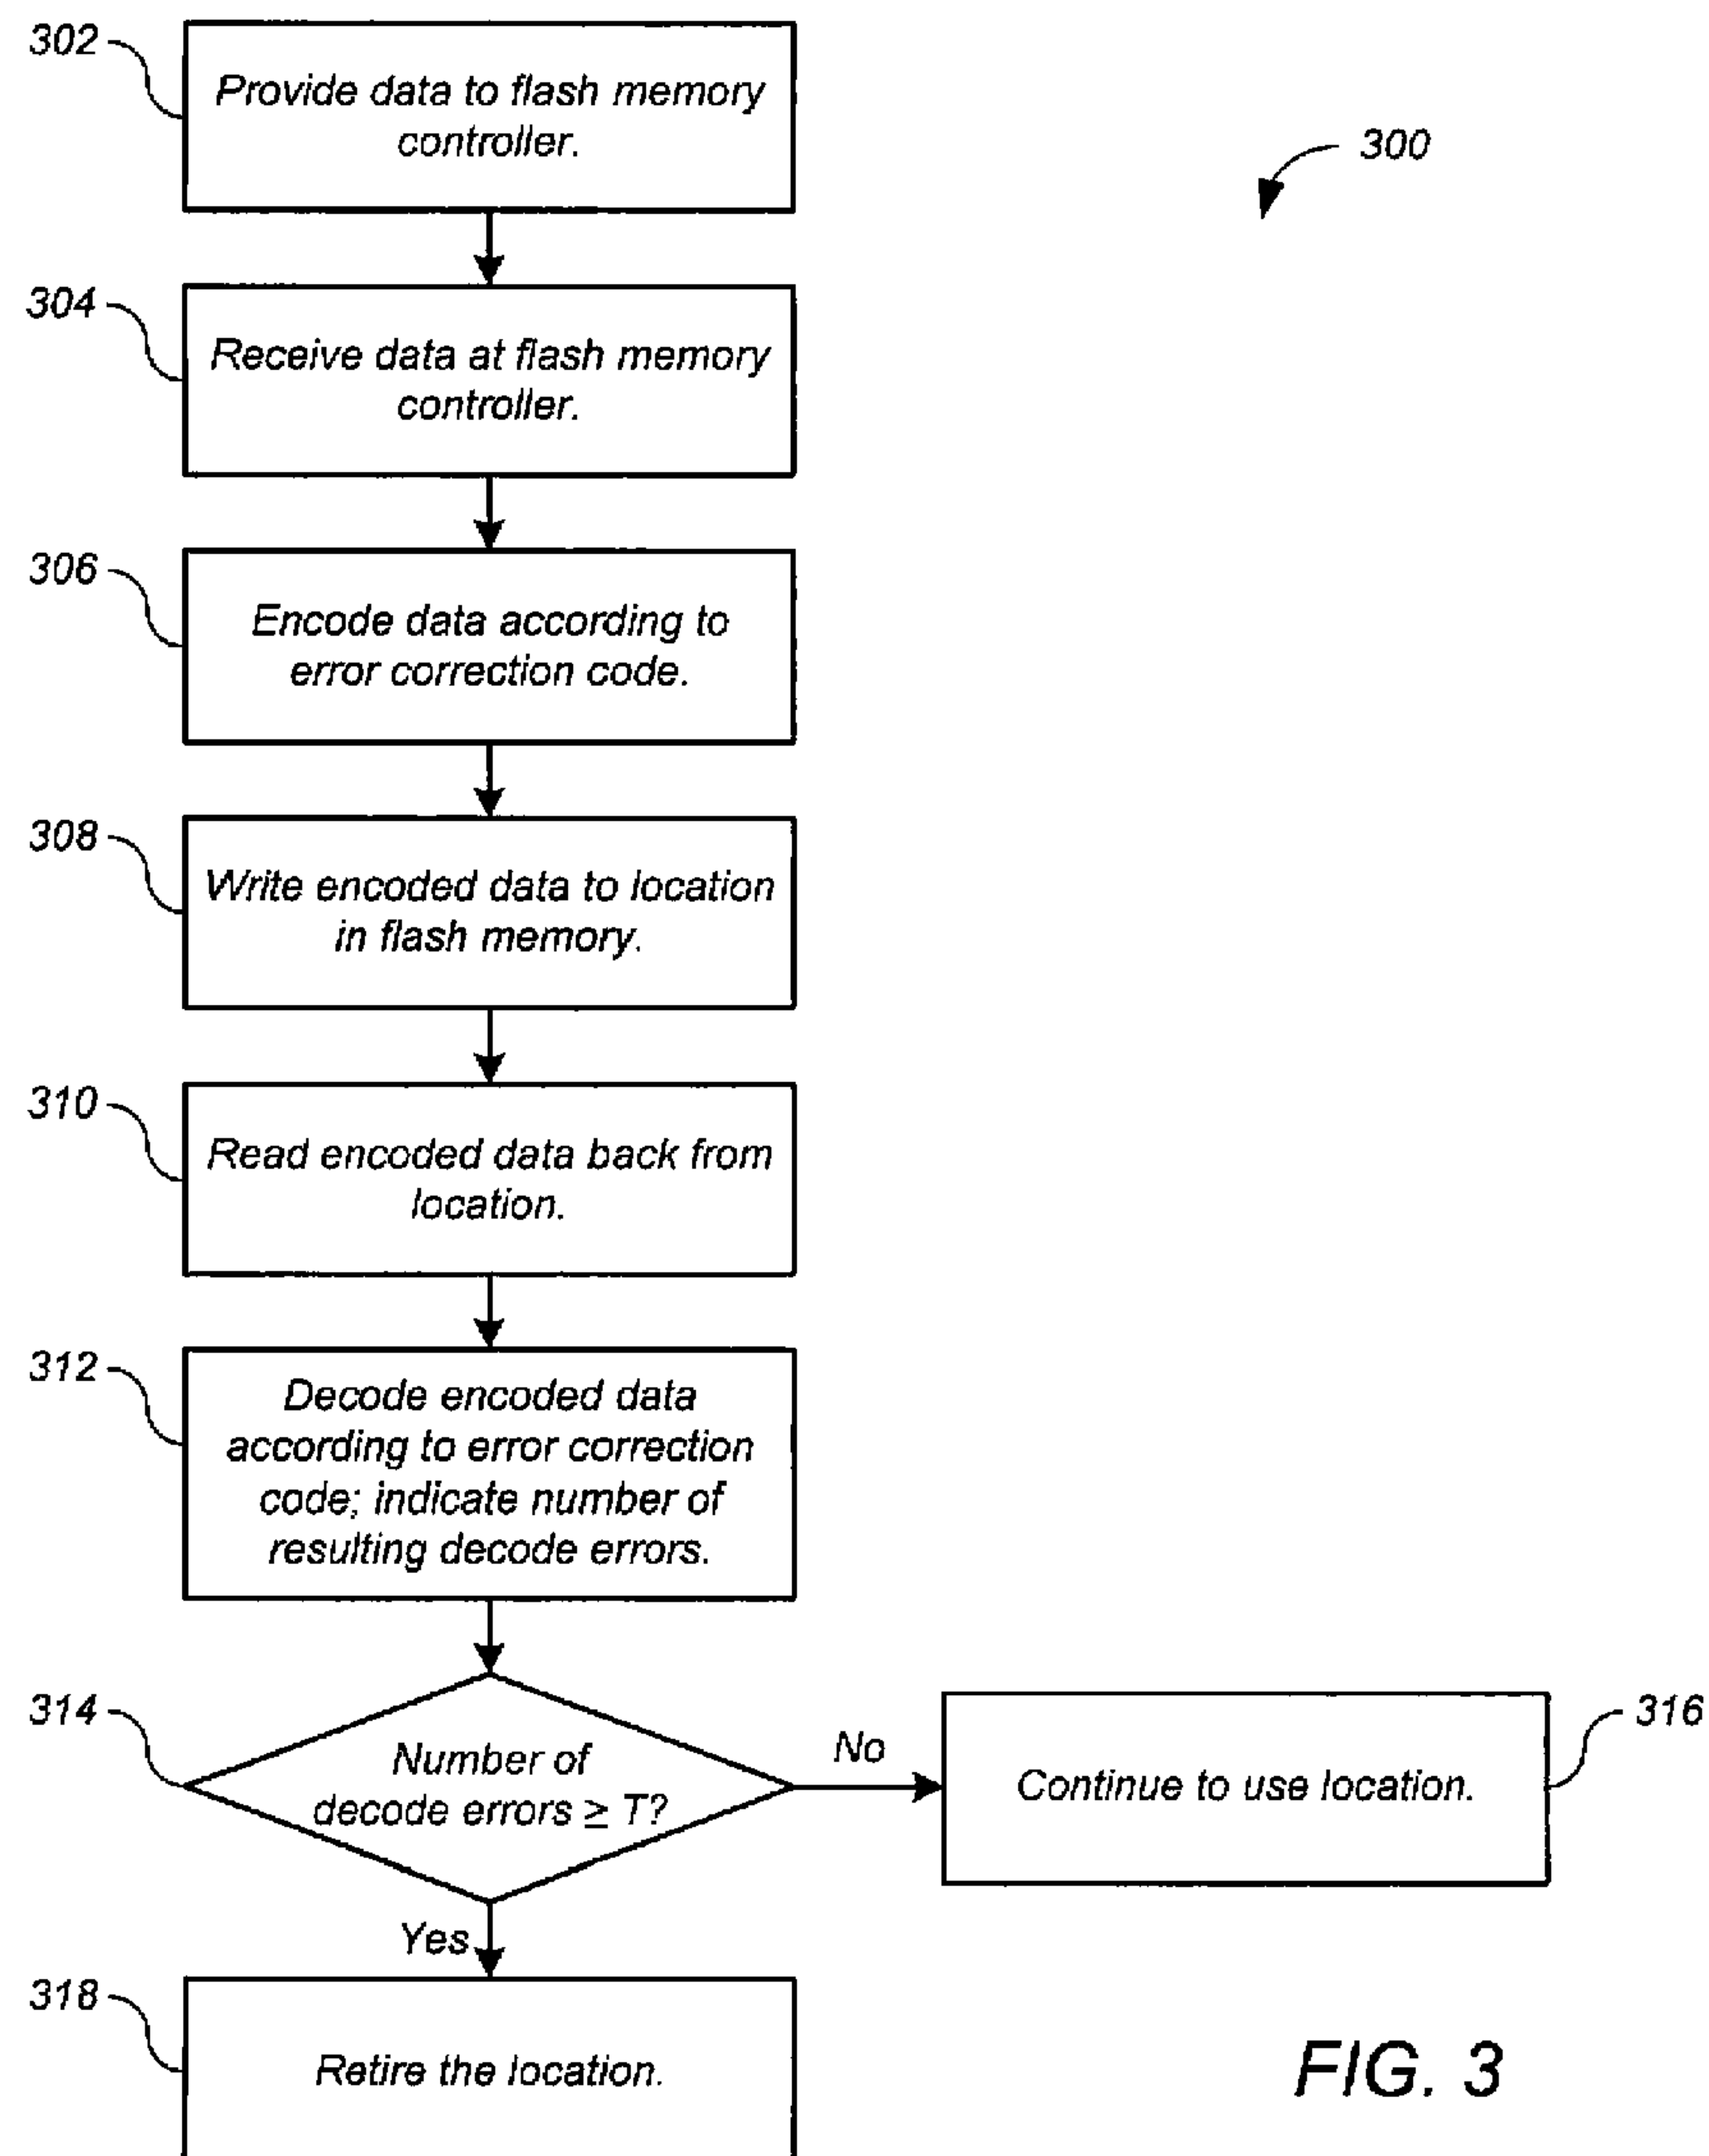 302
Provide data to flash memory
controller.
300
304
Receive data at flash memory
controller.
306
Encode data according to
error correction code.
308
Write encoded data to location
in flash memory.
310
Read encoded data back from
location.
312
Decode encoded data
according to error correction
code; indicate number of
resulting decode errors.
314
Number of
decode errors ≥ T?
No
Continue to use location.
316
Yes
318
Retire the location.
FIG. 3